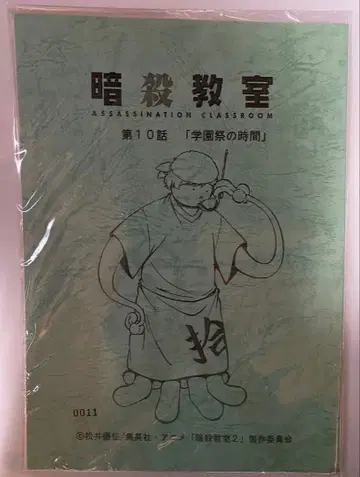 暗殺教室
ASSASSINATION CLASSROOM
第10話 「学園祭の時間」
拾
0011
©松井優征/集英社・アニメ「暗殺教室2」製作委員会